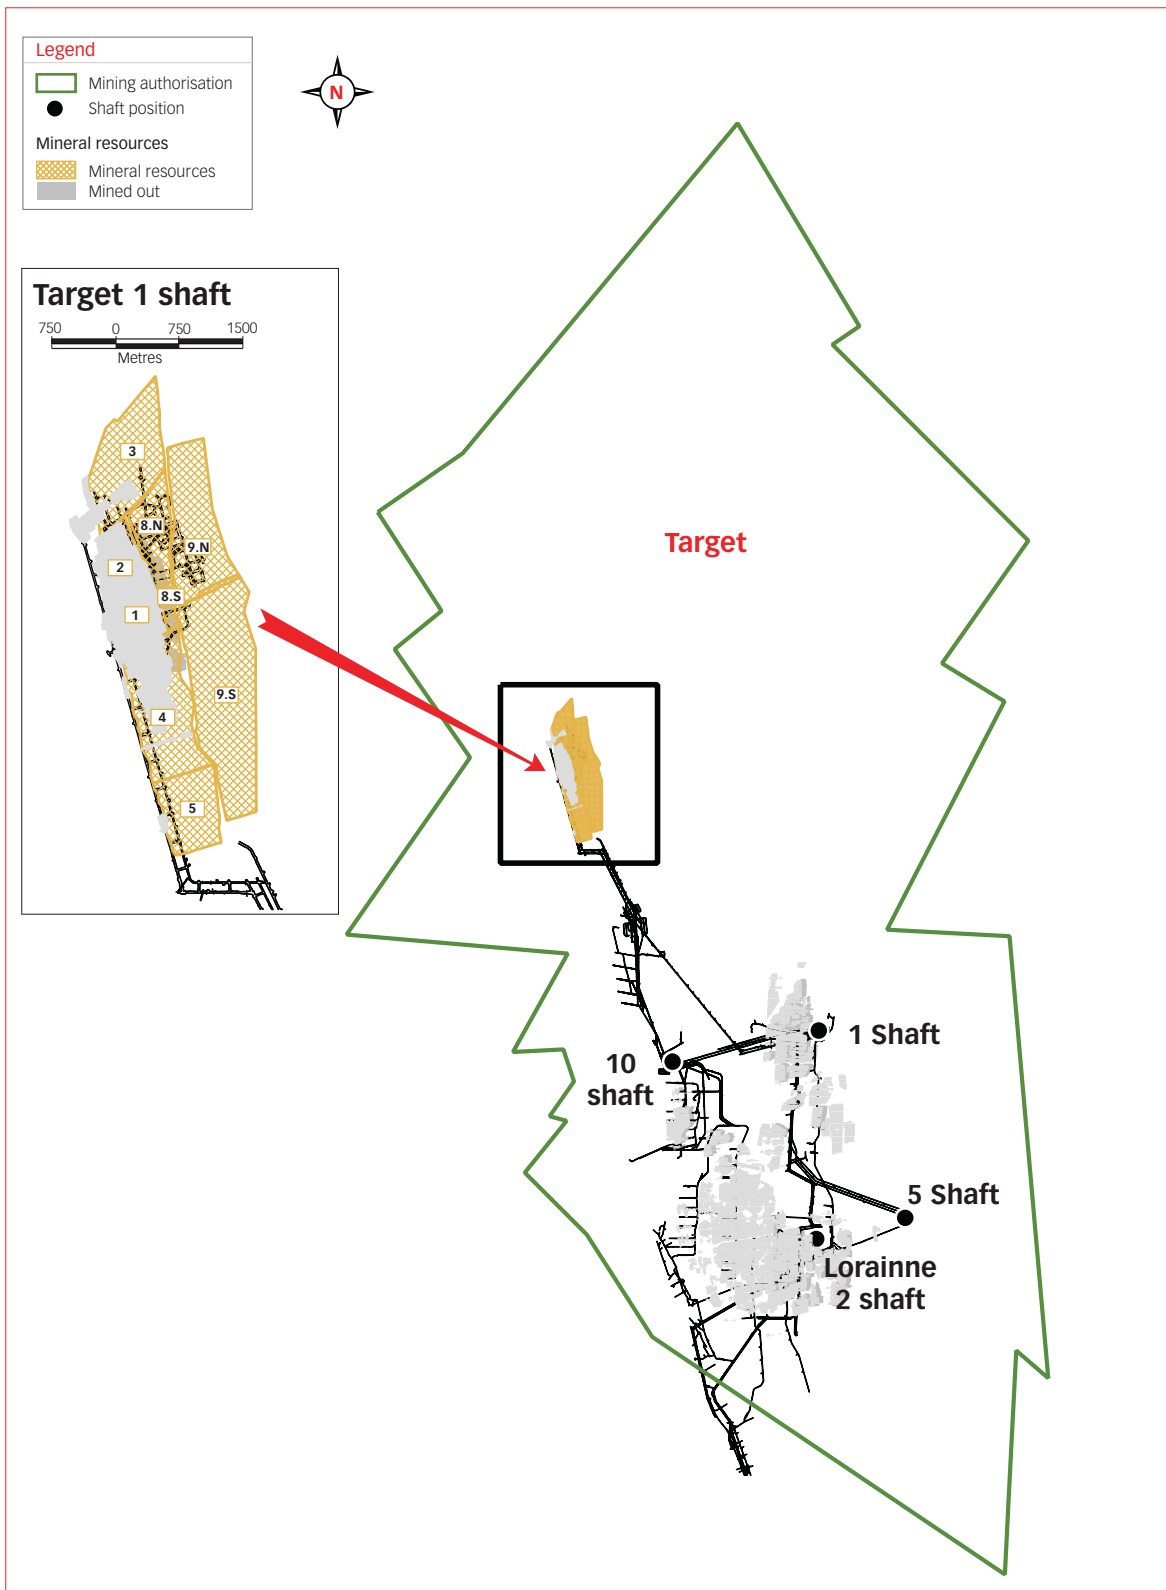 Legend
Mining authorisation
Shaft position
Mineral resources
Mineral resources
Mined out
N
Target 1 shaft
750 0 750 1500
Metres
3
8.N
9.N
2
8.S
1
9.S
4
5
Target
1 Shaft
10
shaft
5 Shaft
Lorainne
2 shaft